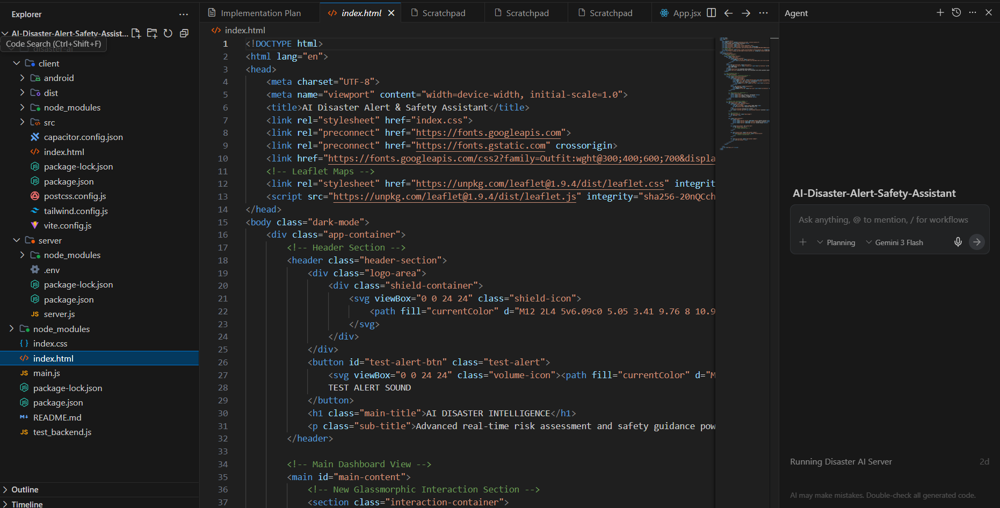 Explorer
AI-Disaster-Alert-Safety-Assist...
Code Search (Ctrl+Shift+F)
disaster-ai
client
android
dist
node_modules
src
capacitor.config.json
index.html
package-lock.json
package.json
postcss.config.js
tailwind.config.js
vite.config.js
server
node_modules
.env
package-lock.json
package.json
JS server.js
node_modules
{ } index.css
index.html
JS main.js
package-lock.json
package.json
README.md
JS test_backend.js
Outline
Timeline
Implementation Plan
index.html
Scratchpad
Scratchpad
Scratchpad
App.jsx
index.html
1 <!DOCTYPE html>
2 <html lang="en">
3 <head>
4 <meta charset="UTF-8">
5 <meta name="viewport" content="width=device-width, initial-scale=1.0">
6 <title>AI Disaster Alert & Safety Assistant</title>
7 <link rel="stylesheet" href="index.css">
8 <link rel="preconnect" href="https://fonts.googleapis.com">
9 <link rel="preconnect" href="https://fonts.gstatic.com" crossorigin>
10 <link href="https://fonts.googleapis.com/css2?family=Outfit:wght@300;400;600;700&displa
11 <!-- Leaflet Maps -->
12 <link rel="stylesheet" href="https://unpkg.com/leaflet@1.9.4/dist/leaflet.css" integrit
13 <script src="https://unpkg.com/leaflet@1.9.4/dist/leaflet.js" integrity="sha256-20nQCch
14 </head>
15 <body class="dark-mode">
16 <div class="app-container">
17 <!-- Header Section -->
18 <header class="header-section">
19 <div class="logo-area">
20 <div class="shield-container">
21 <svg viewBox="0 0 24 24" class="shield-icon">
22 <path fill="currentColor" d="M12 2L4 5v6.09c0 5.05 3.41 9.76 8 10.9
23 </svg>
24 </div>
25 </div>
26 <button id="test-alert-btn" class="test-alert">
27 <svg viewBox="0 0 24 24" class="volume-icon"><path fill="currentColor" d="M
28 TEST ALERT SOUND
29 </button>
30 <h1 class="main-title">AI DISASTER INTELLIGENCE</h1>
31 <p class="sub-title">Advanced real-time risk assessment and safety guidance pow
32 </header>
33
34 <!-- Main Dashboard View -->
35 <main id="main-content">
36 <!-- New Glassmorphic Interaction Section -->
37 <section class="interaction-container">
Agent
AI-Disaster-Alert-Safety-Assistant
Ask anything, @ to mention, / for workflows
Planning
Gemini 3 Flash
Running Disaster AI Server 2d
AI may make mistakes. Double-check all generated code.